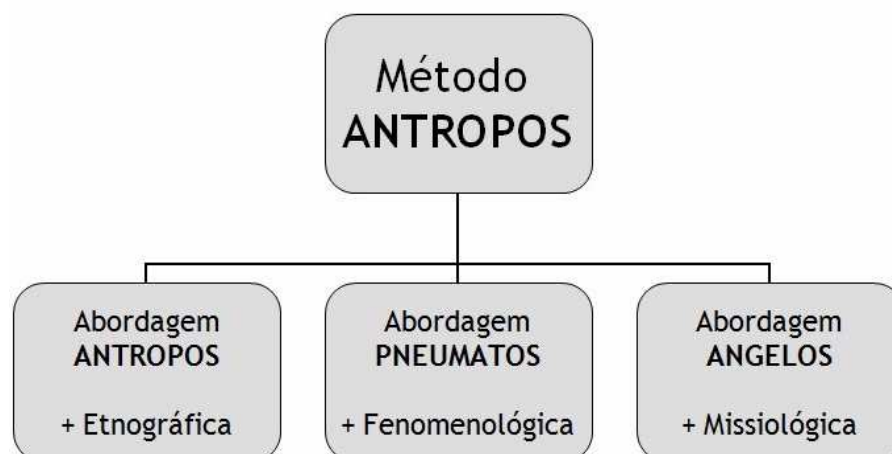 Método
ANTROPOS
Abordagem
ANTROPOS
+ Etnográfica
Abordagem
PNEUMATOS
+ Fenomenológica
Abordagem
ANGELOS
+ Missiológica